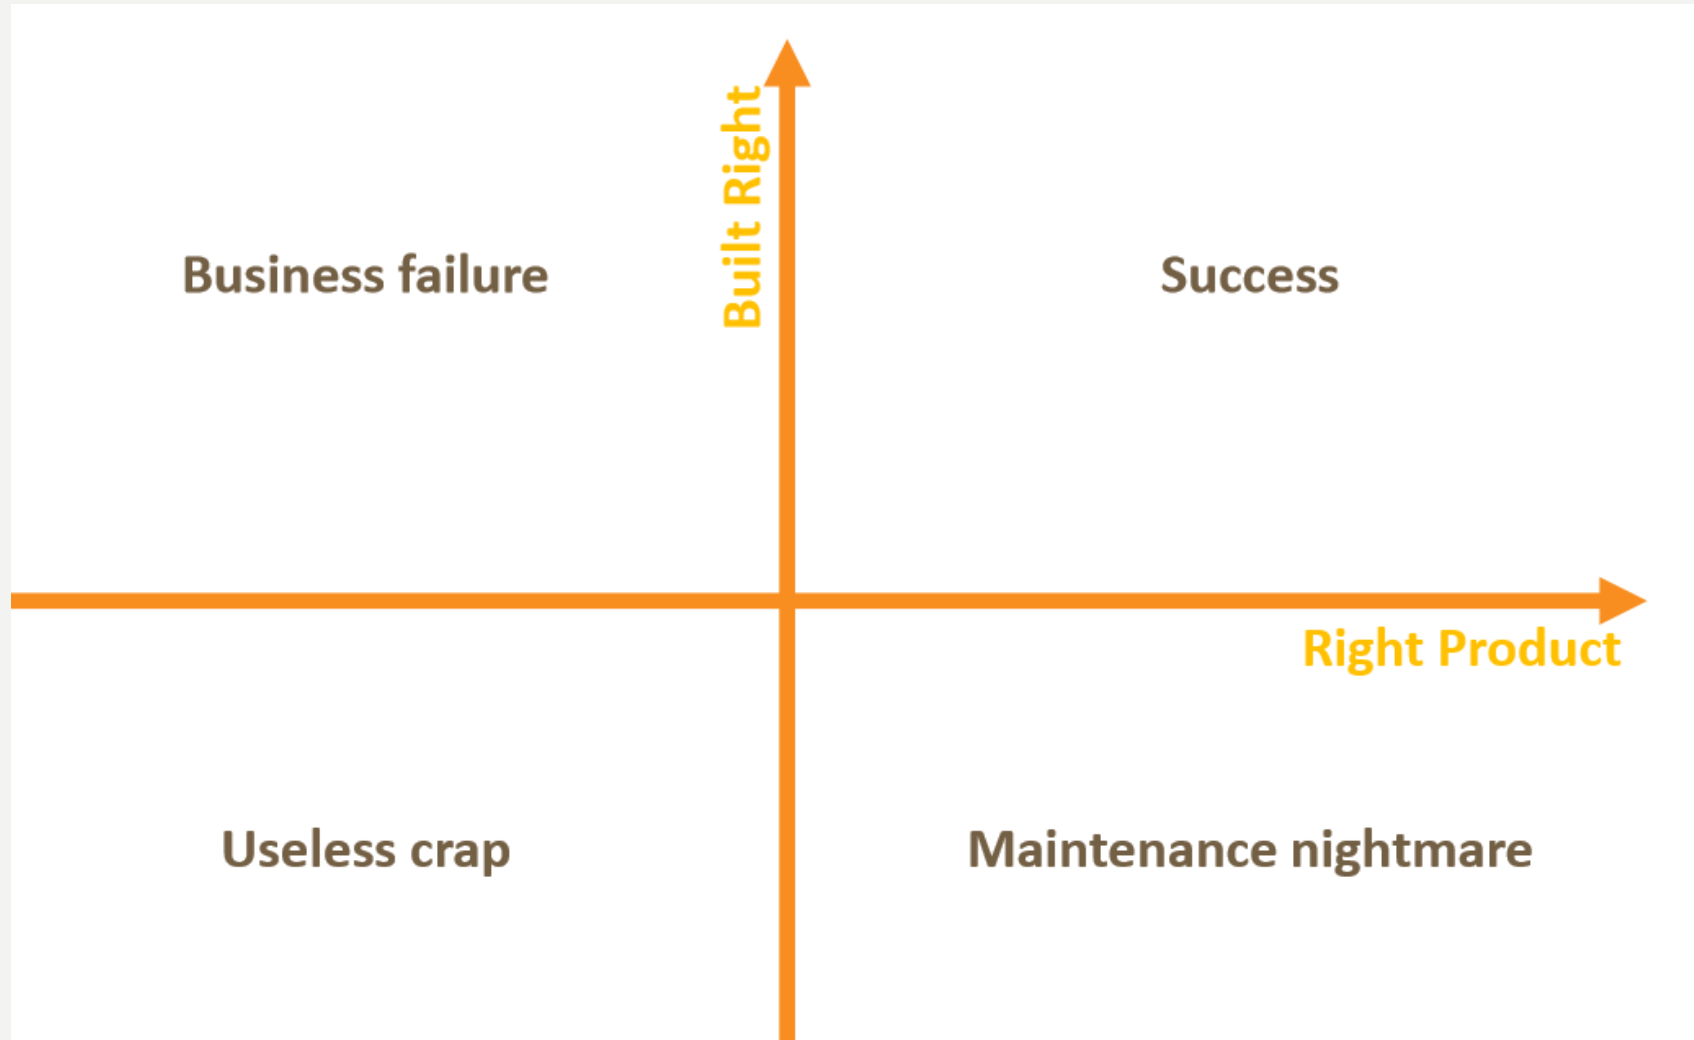 Built Right
Business failure
Success
Right Product
Useless crap
Maintenance nightmare